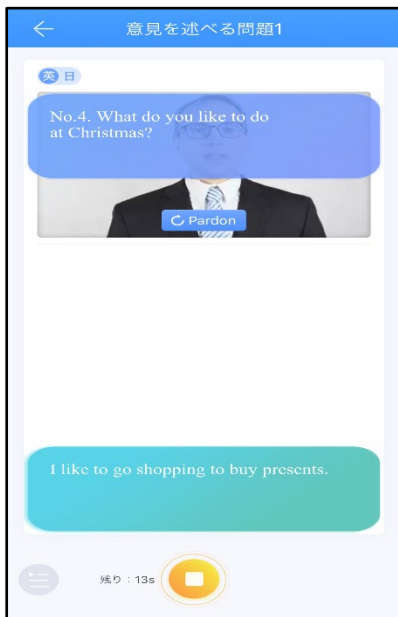 意見を述べる問題1
英 日
No.4. What do you like to do
at Christmas?
Pardon
I like to go shopping to buy presents.
残り：13s